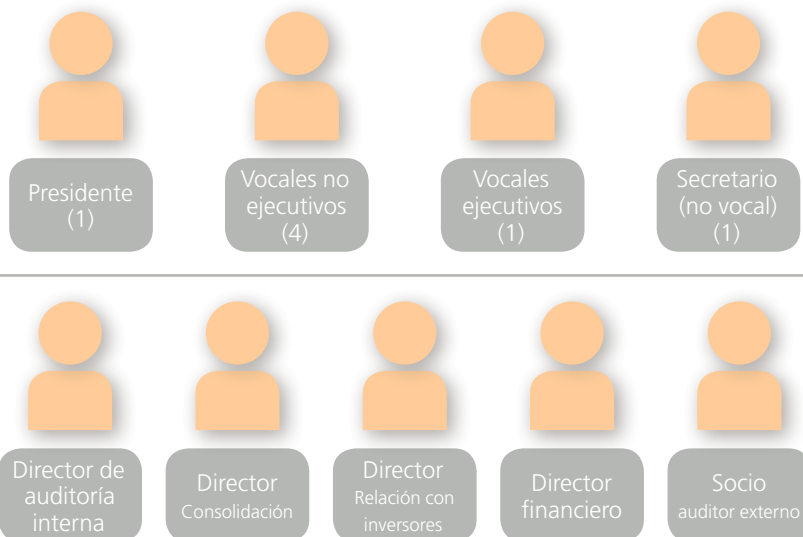 Presidente
(1)
Vocales no
ejecutivos
(4)
Vocales
ejecutivos
(1)
Secretario
(no vocal)
(1)
Director de
auditoría
interna
Director
Consolidación
Director
Relación con
inversores
Director
financiero
Socio
auditor externo